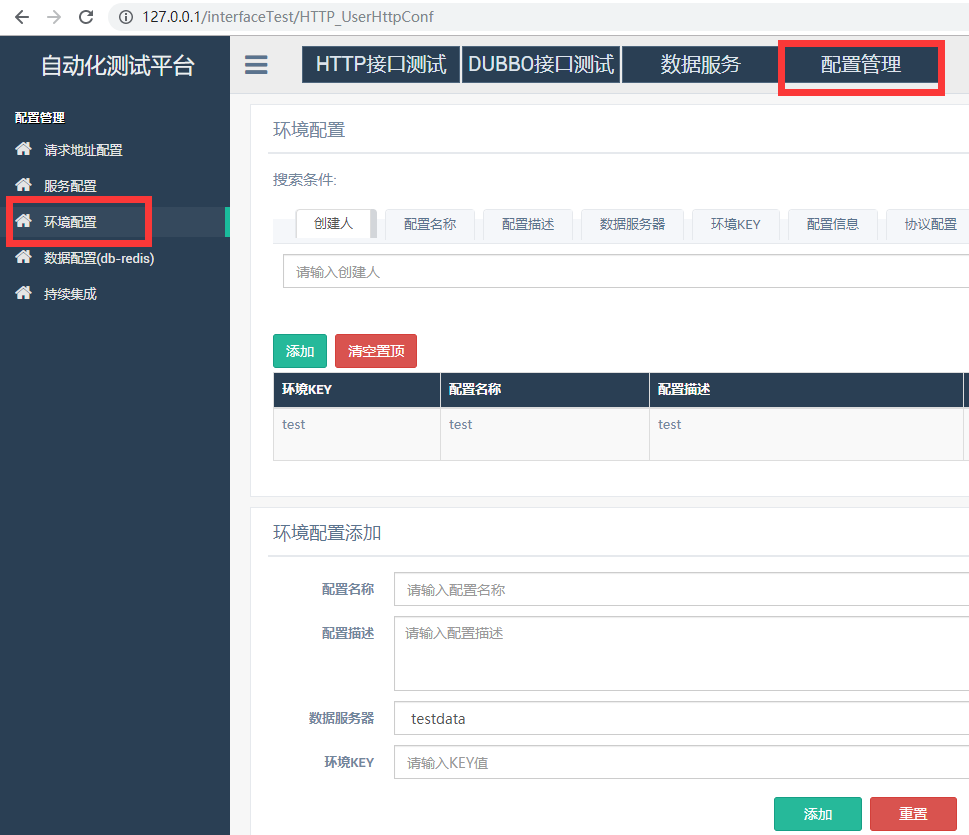 127.0.0.1/interfaceTest/HTTP_UserHttpConf
自动化测试平台
HTTP接口测试 DUBBO接口测试 数据服务 配置管理
配置管理
请求地址配置
服务配置
环境配置
数据配置(db-redis)
持续集成
环境配置
搜索条件:
创建人 配置名称 配置描述 数据服务器 环境KEY 配置信息 协议配置
请输入创建人
添加 清空置顶
环境KEY 配置名称 配置描述
test test test
环境配置添加
配置名称 请输入配置名称
配置描述 请输入配置描述
数据服务器 testdata
环境KEY 请输入KEY值
添加 重置